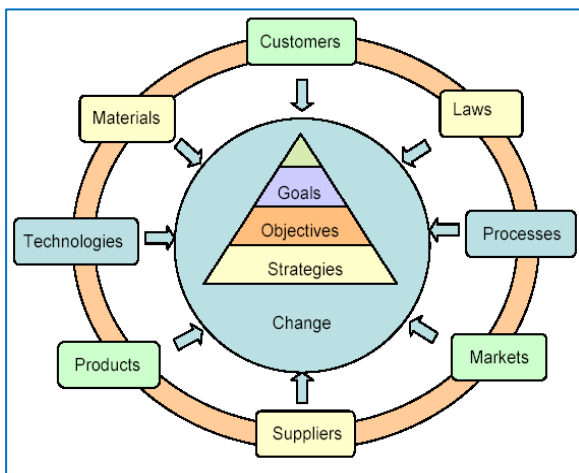 Customers
Materials
Laws
Goals
Technologies
Objectives
Processes
Strategies
Change
Products
Markets
Suppliers